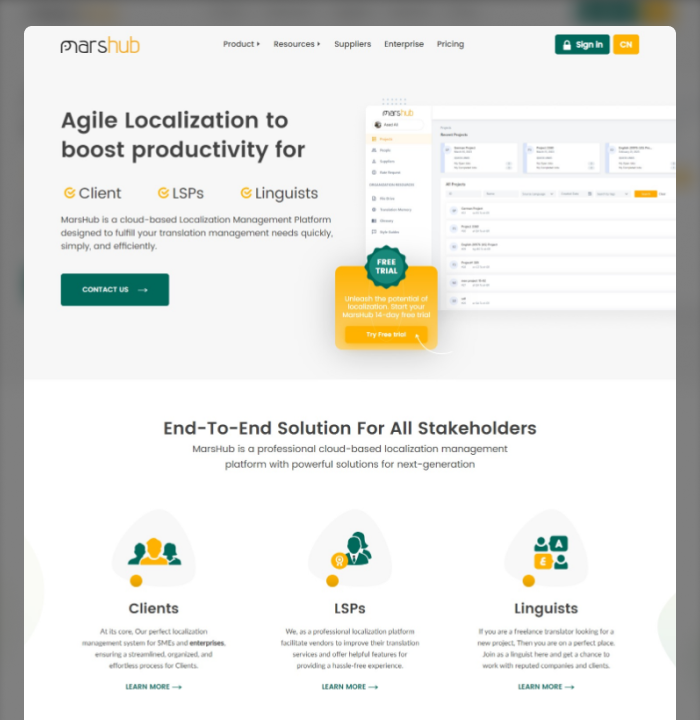 marshub
Product Resources Suppliers Enterprise Pricing
Sign in CN
Agile Localization to
boost productivity for
Client LSPs Linguists
MarsHub is a cloud-based Localization Management Platform
designed to fulfill your translation management needs quickly,
simply, and efficiently.
CONTACT US
marshub
Projects
People
Suppliers
Recent Projects
All Projects
FREE
TRIAL
Unleash the potential of
localization. Start your
MarsHub 14-day free trial
Try Free trial
End-To-End Solution For All Stakeholders
MarsHub is a professional cloud-based localization management
platform with powerful solutions for next-generation
A
£
Clients
At its core, Our perfect localization
management system for SMEs and enterprises,
ensuring a streamlined, organized, and
effortless process for Clients.
LEARN MORE
LSPs
We, as a professional localization platform
facilitate vendors to improve their translation
services and offer helpful features for
providing a hassle-free experience.
LEARN MORE
Linguists
If you are a freelance translator looking for a
new project, Then you are on a perfect place.
Join as a linguist here and get a chance to
work with reputed companies and clients.
LEARN MORE